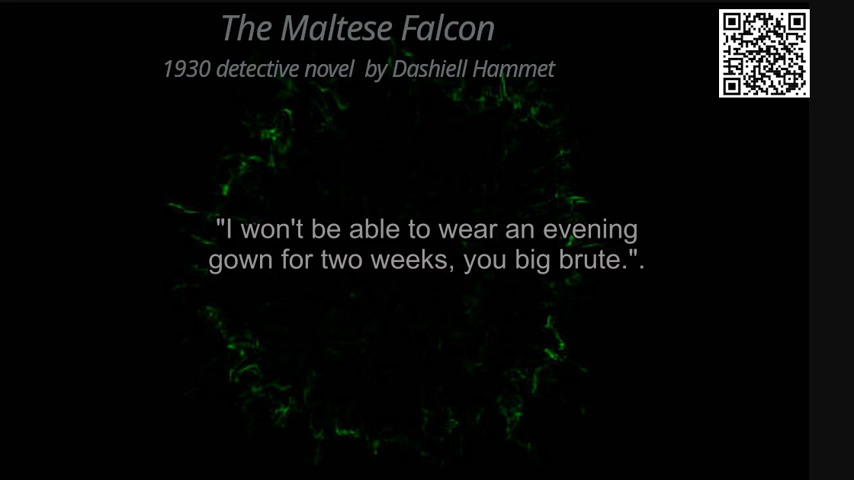 The Maltese Falcon
1930 detective novel  by Dashiell Hammet
"I won't be able to wear an evening
gown for two weeks, you big brute.".